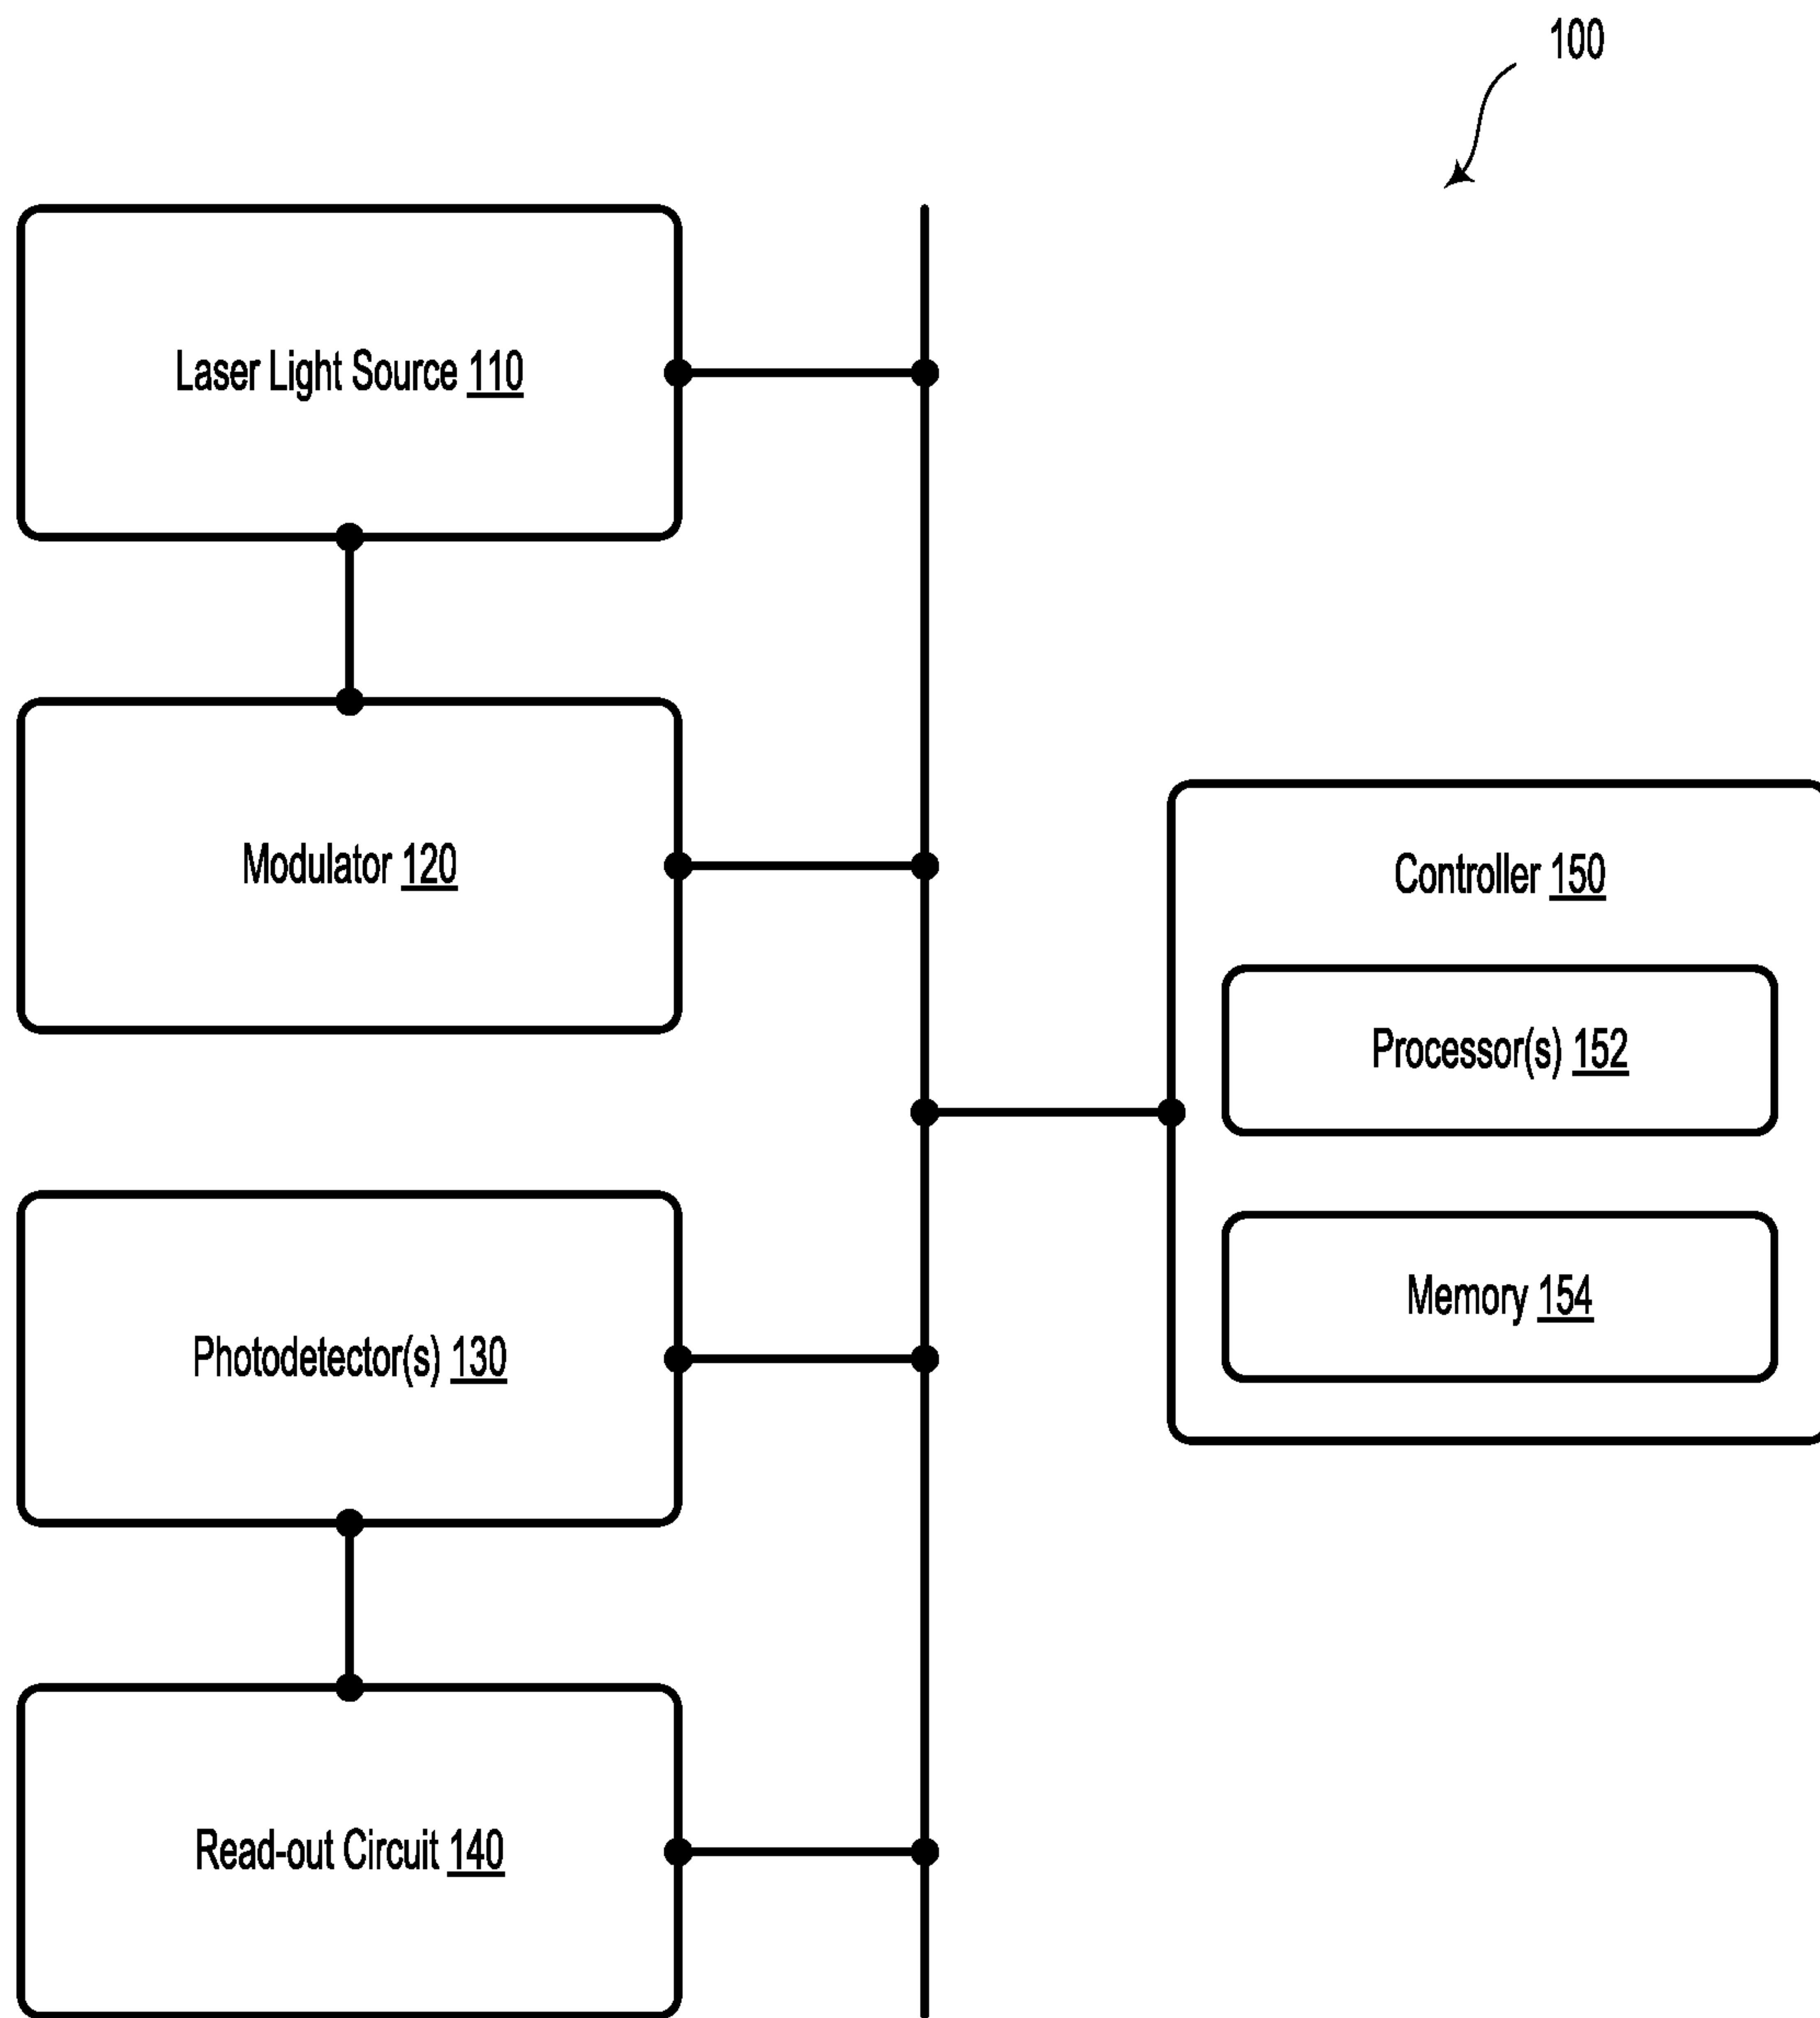 100
Laser Light Source 110
Modulator 120
Controller 150
Processor(s) 152
Memory 154
Photodetector(s) 130
Read-out Circuit 140